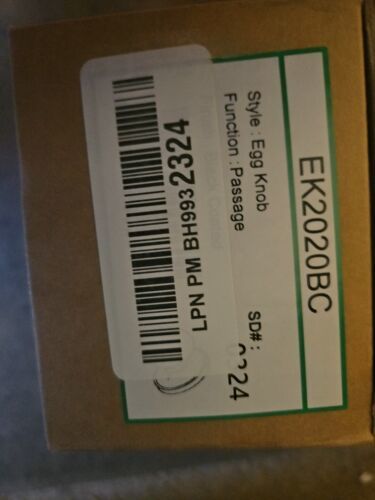 EK2020BC
Style : Egg Knob
Function : Passage
SD# :
LPN PM BH9932324